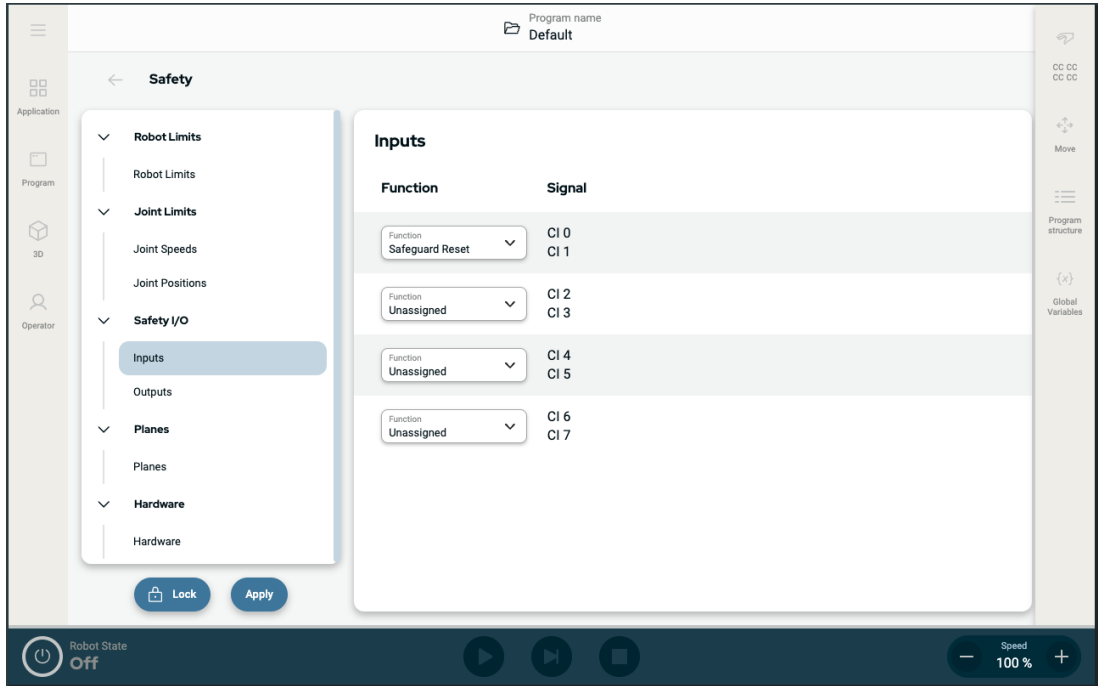 Program name
Default
Application
Program
3D
Operator
Safety
Robot Limits
Robot Limits
Joint Limits
Joint Speeds
Joint Positions
Safety I/O
Inputs
Outputs
Planes
Planes
Hardware
Hardware
Lock
Apply
Inputs
Function Signal
Function
Safeguard Reset
CI 0
CI 1
Function
Unassigned
CI 2
CI 3
Function
Unassigned
CI 4
CI 5
Function
Unassigned
CI 6
CI 7
CC CC
CC CC
Move
Program
structure
{x}
Global
Variables
Robot State
Off
Speed
100 %